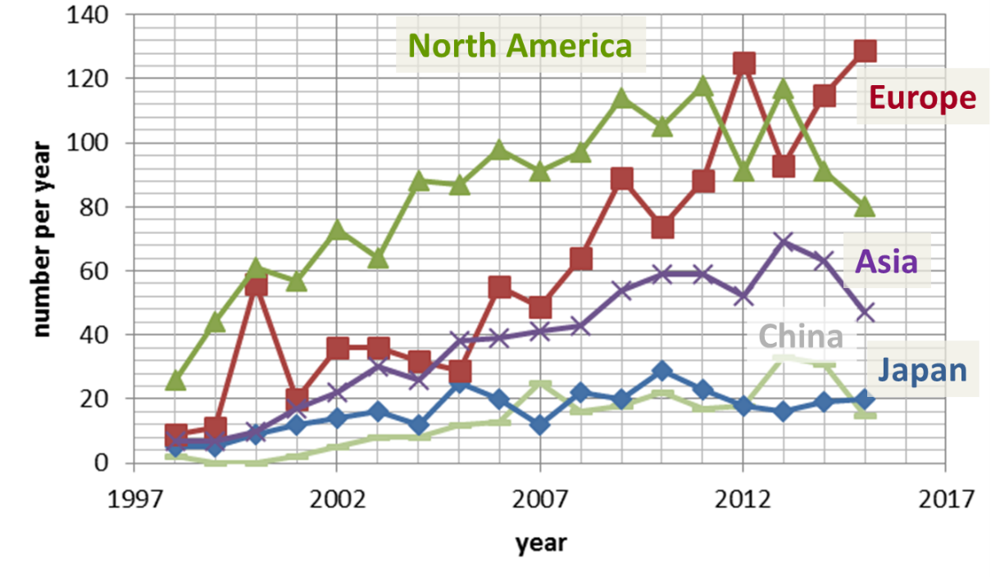 140
North America
120
Europe
100
80
60
Asia
40
China
Japan
20
0
1997 2002 2007 2012 2017
year
number per year